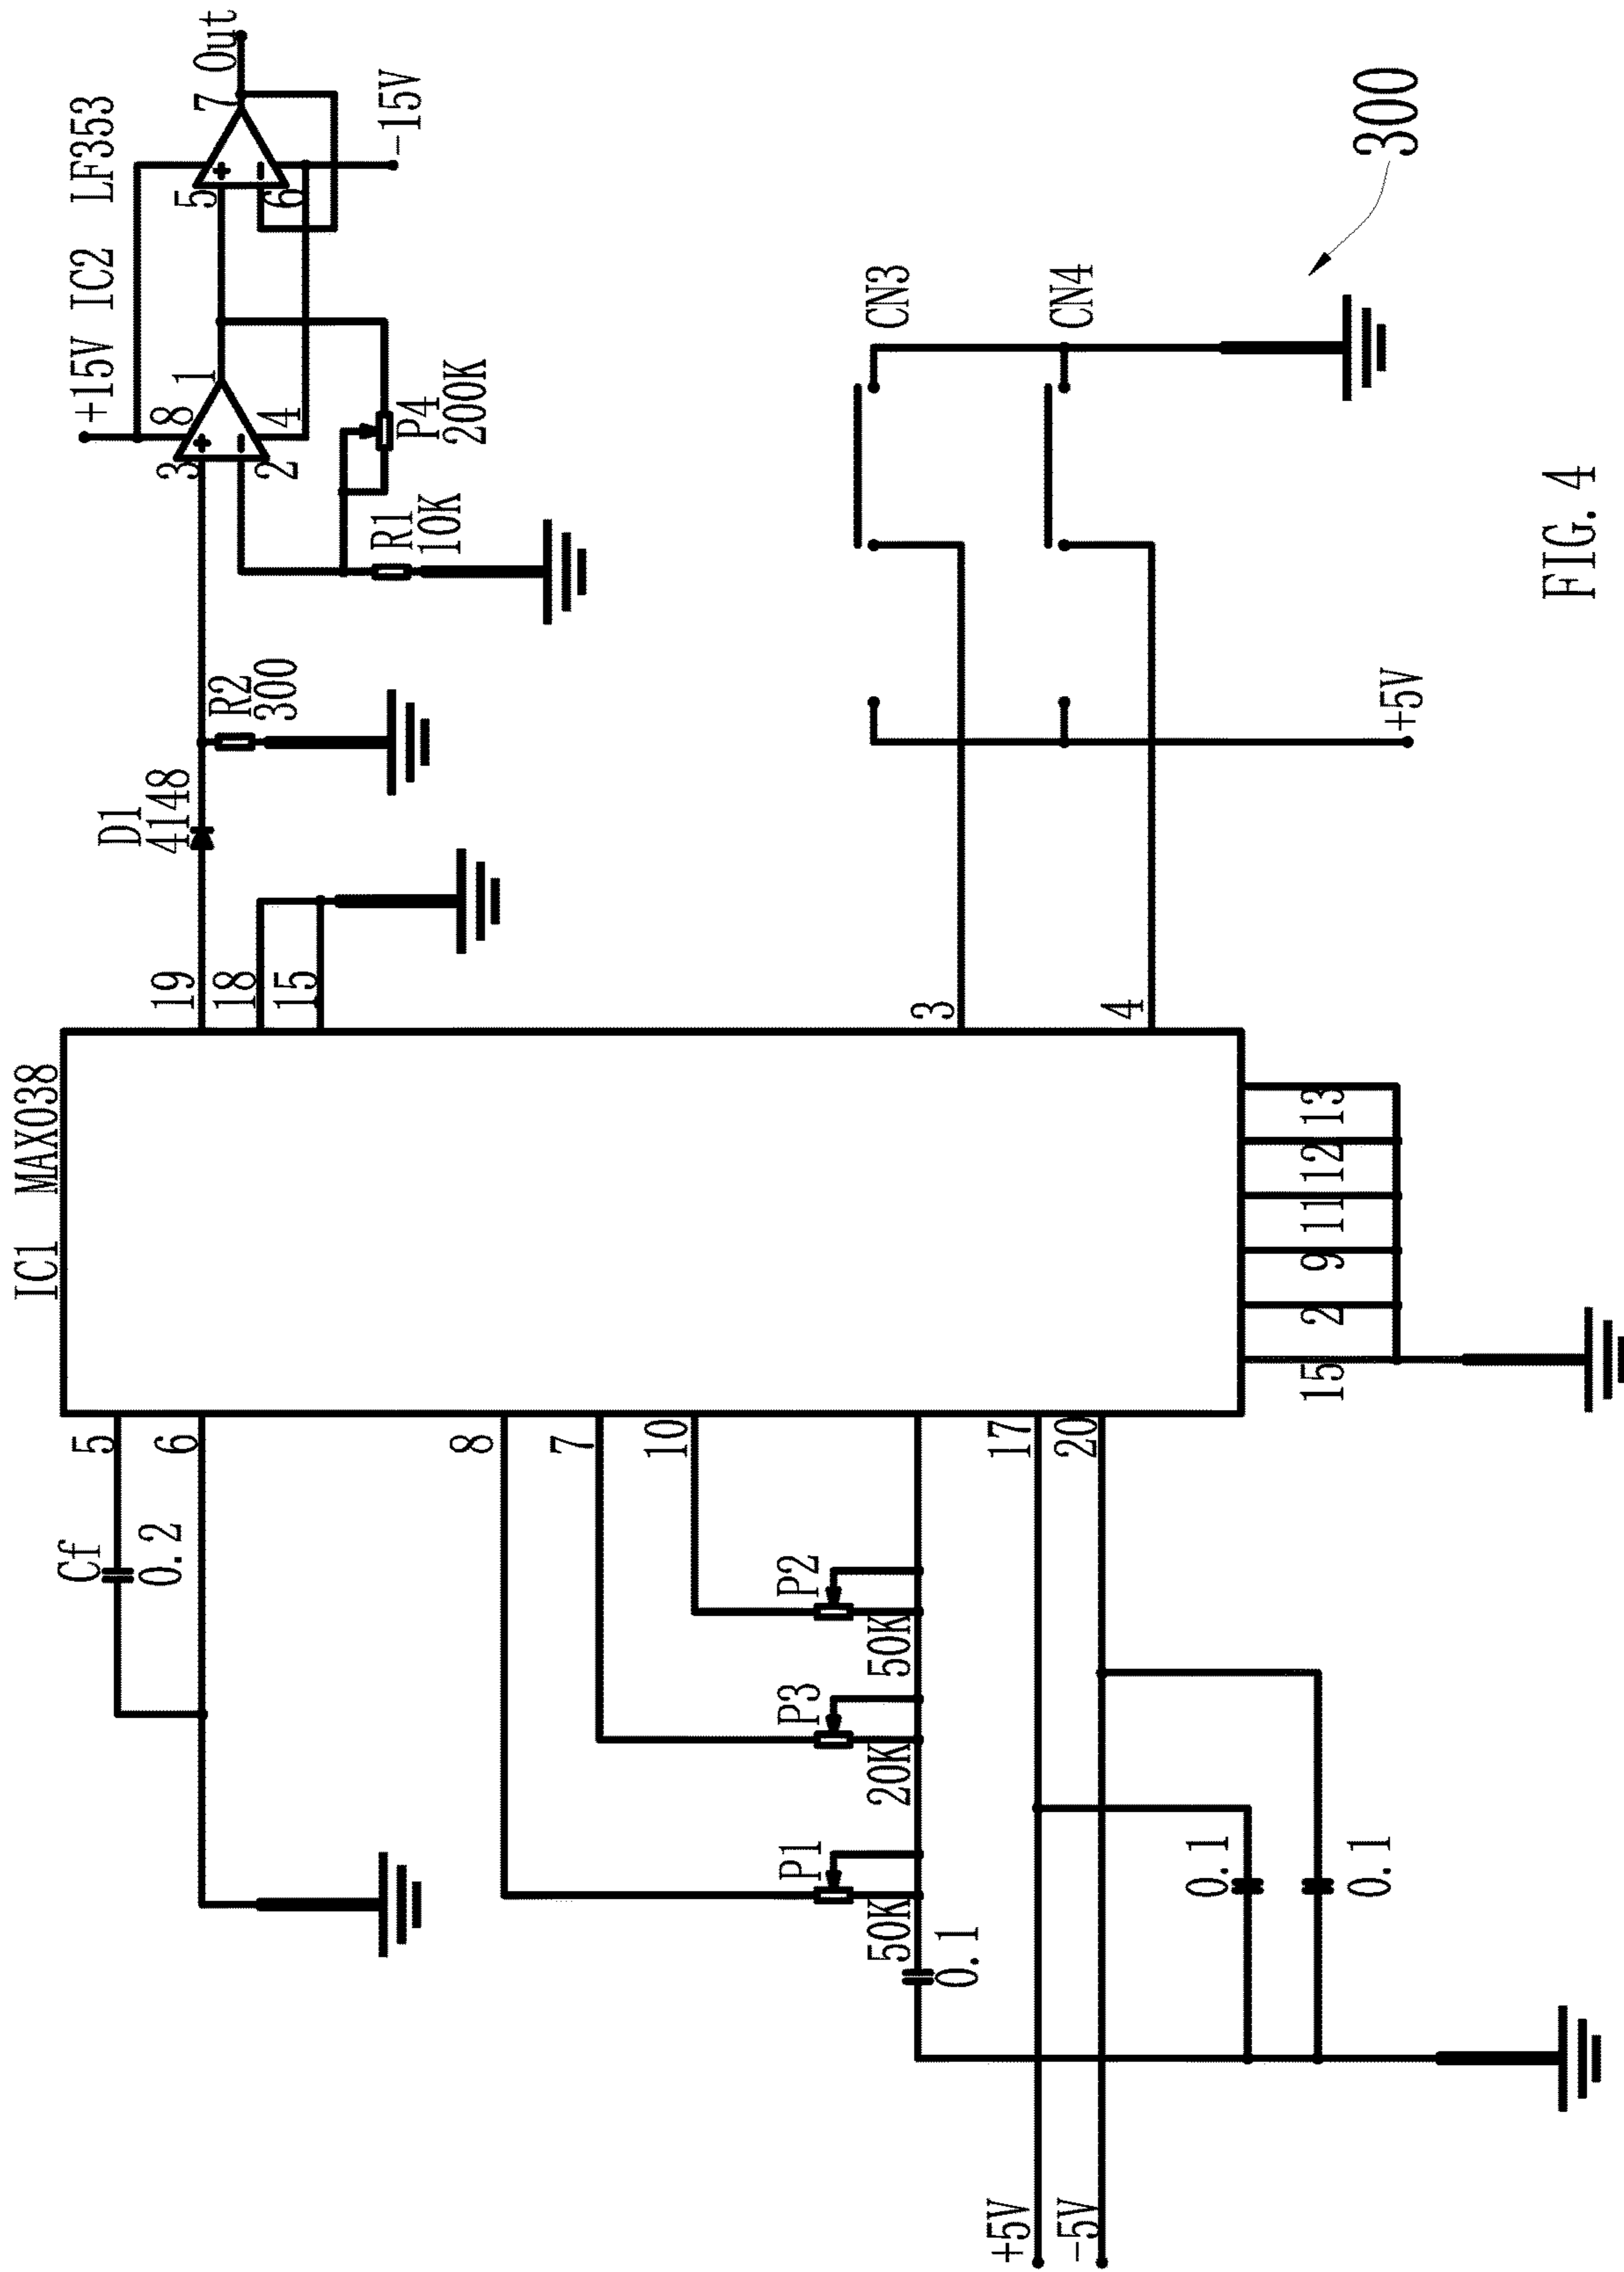 IC1 MAX038
+15V IC2 LF353
Out
7
5
6
-15V
8
1
3
4
2
P4
200K
R1
10K
R2
300
D1
4148
19
18
15
5
6
Cf
0.2
8
7
10
P2
50K
P3
20K
P1
50K
0.1
17
20
+5V
-5V
0.1
0.1
3
4
CN3
CN4
+5V
15
2
9
11
12
13
300
FIG. 4